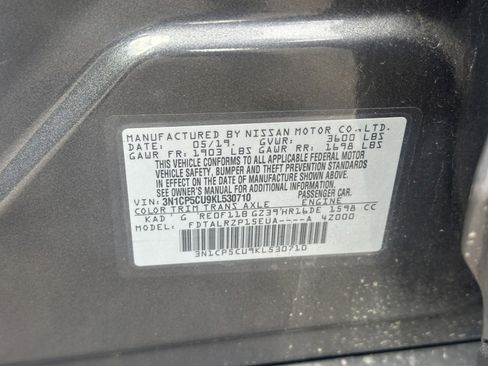 MANUFACTURED BY NISSAN MOTOR CO.,LTD.
DATE: 05/19. GVWR: 3600 LBS
GAWR FR: 1903 LBS GAWR RR: 1698 LBS
THIS VEHICLE CONFORMS TO ALL APPLICABLE FEDERAL MOTOR
VEHICLE SAFETY, BUMPER, AND THEFT PREVENTION
STANDARDS IN EFFECT ON THE DATE OF MANUFACTURE
SHOWN ABOVE.
SEE OWNER'S MANUAL FOR ADDITIONAL INFORMATION.
VIN: 3N1CP5CU9KL530710 PASSENGER CAR.
COLOR TRIM TRANS AXLE ENGINE
KAD G RE0F11B GZ39 HR16DE 1598 CC
MODEL: FDTALRZP15EUA----A 4Z000
3N1CP5CU9KL530710